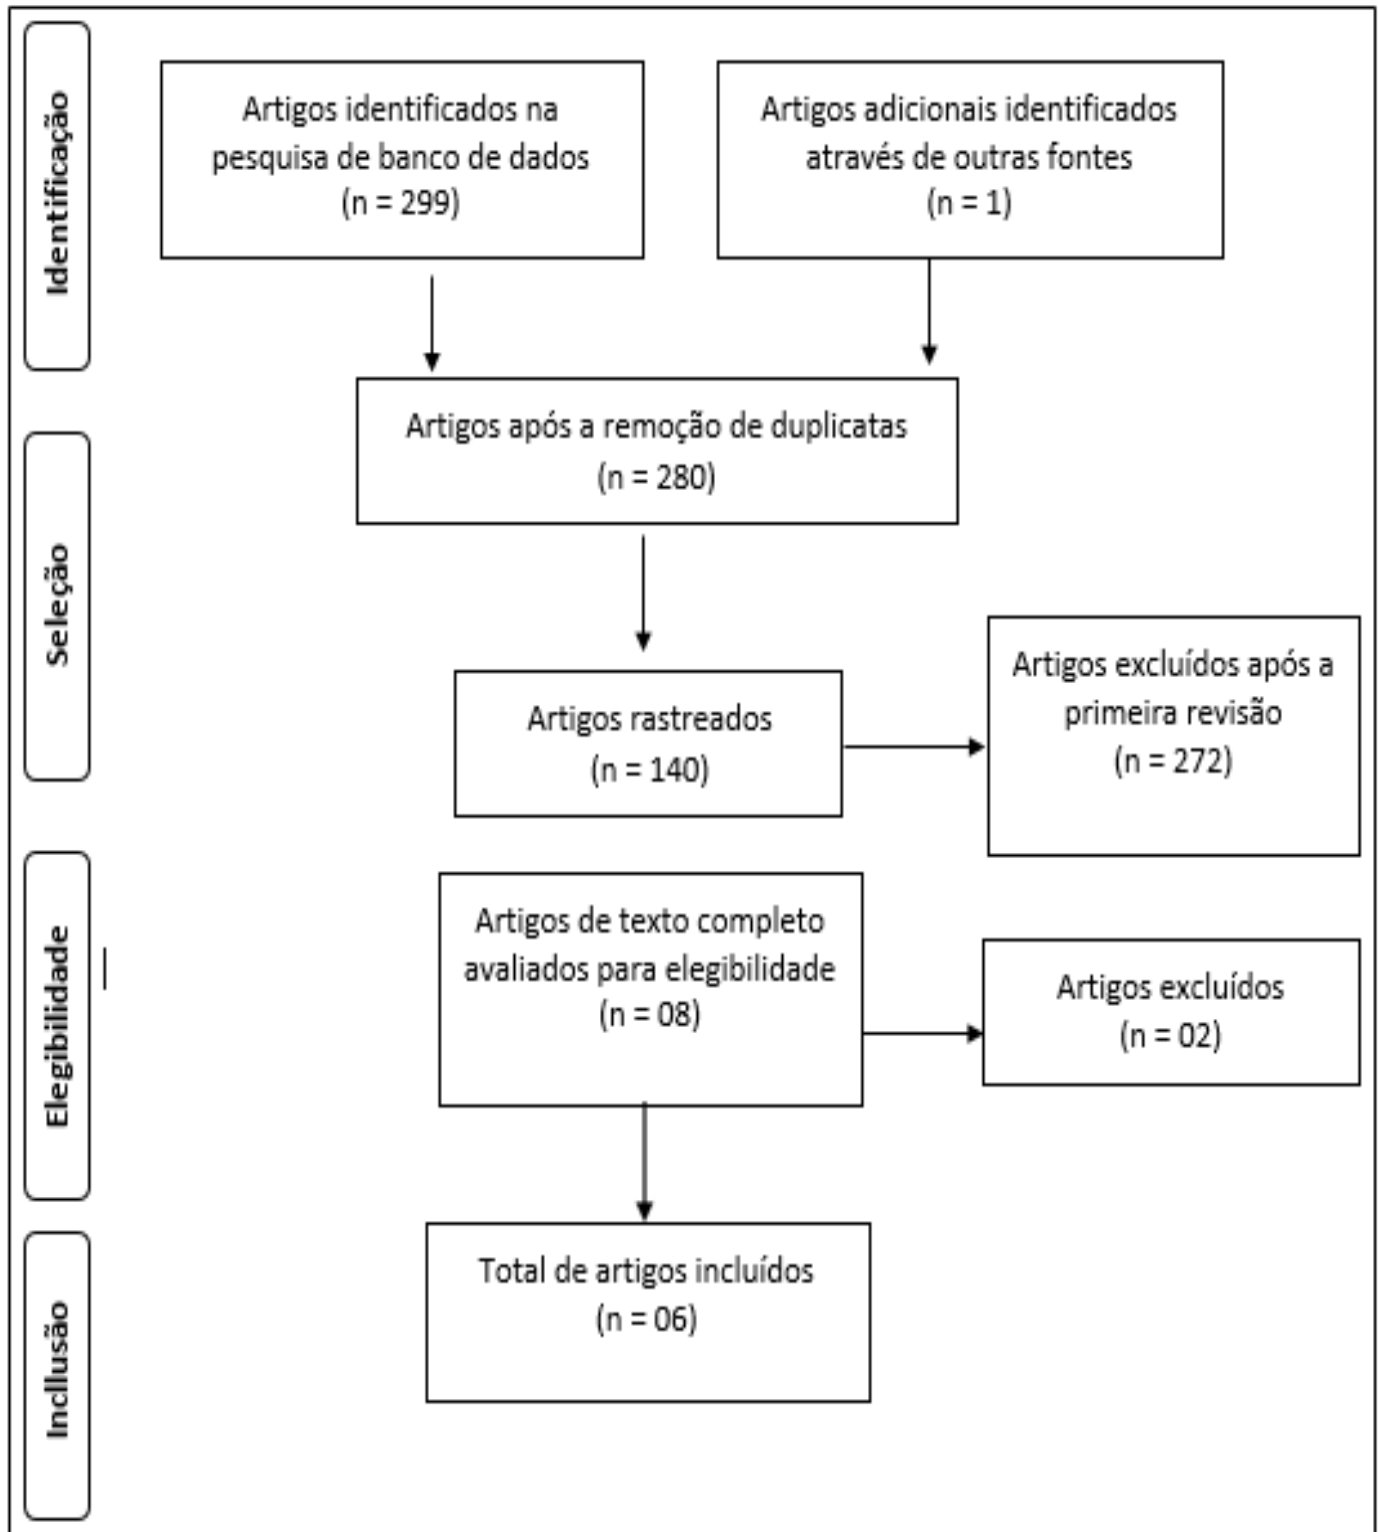 Identificação
Artigos identificados na
pesquisa de banco de dados
(n = 299)
Artigos adicionais identificados
através de outras fontes
(n = 1)
Artigos após a remoção de duplicatas
(n = 280)
Seleção
Artigos rastreados
(n = 140)
Artigos excluídos após a
primeira revisão
(n = 272)
Elegibilidade
Artigos de texto completo
avaliados para elegibilidade
(n = 08)
Artigos excluídos
(n = 02)
Incllusão
Total de artigos incluídos
(n = 06)